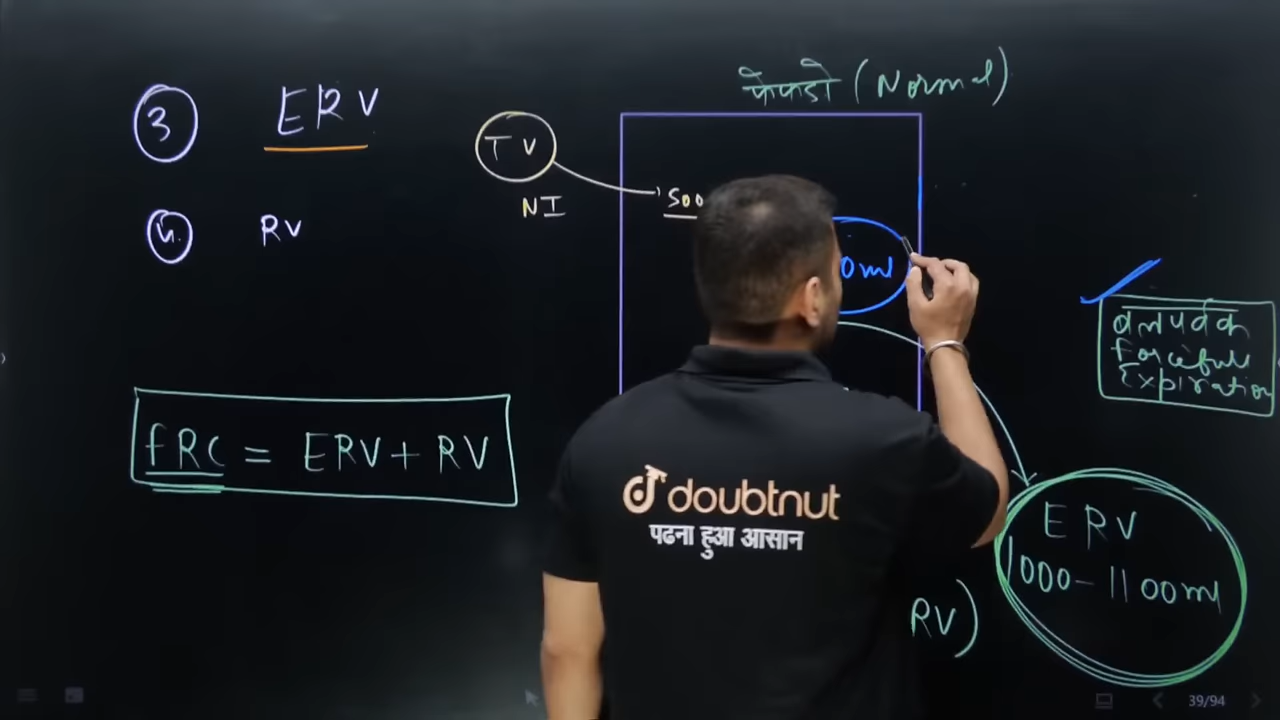 3 ERV
4. RV
TV
NI
फेफडो (Normal)
500
0ml
बलपूर्वक
forceful
Expiration
fRC = ERV + RV
ERV
1000-1100ml
RV)
doubtnut
पढना हुआ आसान
39/94